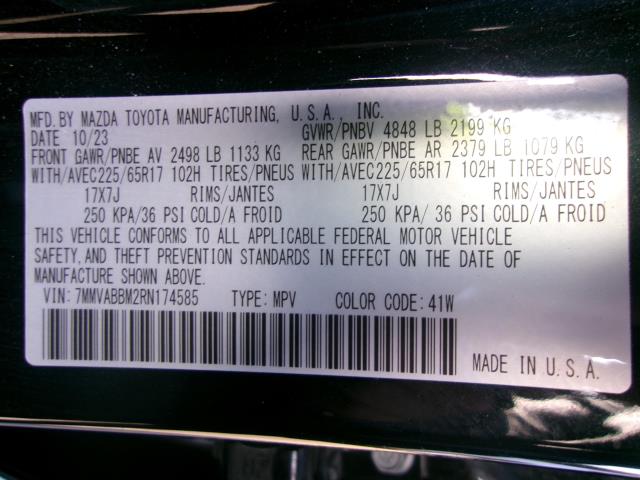 MFD. BY MAZDA TOYOTA MANUFACTURING, U.S.A. INC.
DATE 10/23 GVWR/PNBV 4848 LB 2199 KG
FRONT GAWR/PNBE AV 2498 LB 1133 KG REAR GAWR/PNBE AR 2379 LB 1079 KG
WITH/AVEC225/65R17 102H TIRES/PNEUS WITH/AVEC225/65R17 102H TIRES/PNEUS
17X7J RIMS/JANTES 17X7J RIMS/JANTES
250 KPA/36 PSI COLD/A FROID 250 KPA/ 36 PSI COLD/A FROID
THIS VEHICLE CONFORMS TO ALL APPLICABLE FEDERAL MOTOR VEHICLE
SAFETY, AND THEFT PREVENTION STANDARDS IN EFFECT ON THE DATE OF
MANUFACTURE SHOWN ABOVE.
VIN: 7MMVABBM2RN174585 TYPE: MPV COLOR CODE: 41W
MADE IN U.S.A.